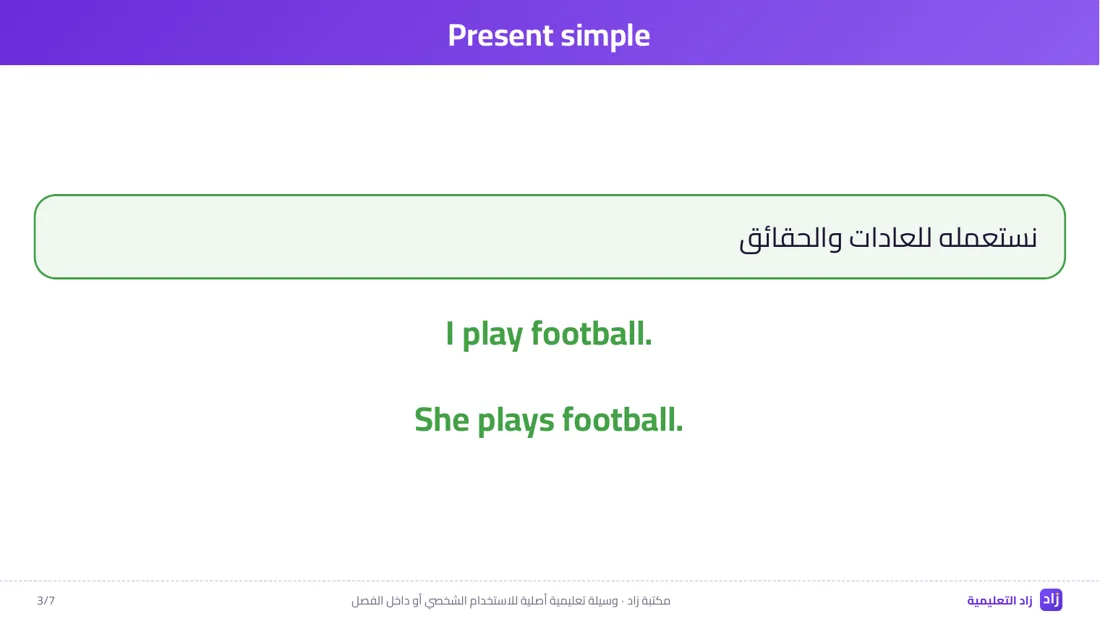 Present simple
نستعمله للعادات والحقائق
I play football.
She plays football.
زاد زاد التعليمية
مكتبة زاد · وسيلة تعليمية أصلية للاستخدام الشخصي أو داخل الفصل
3/7